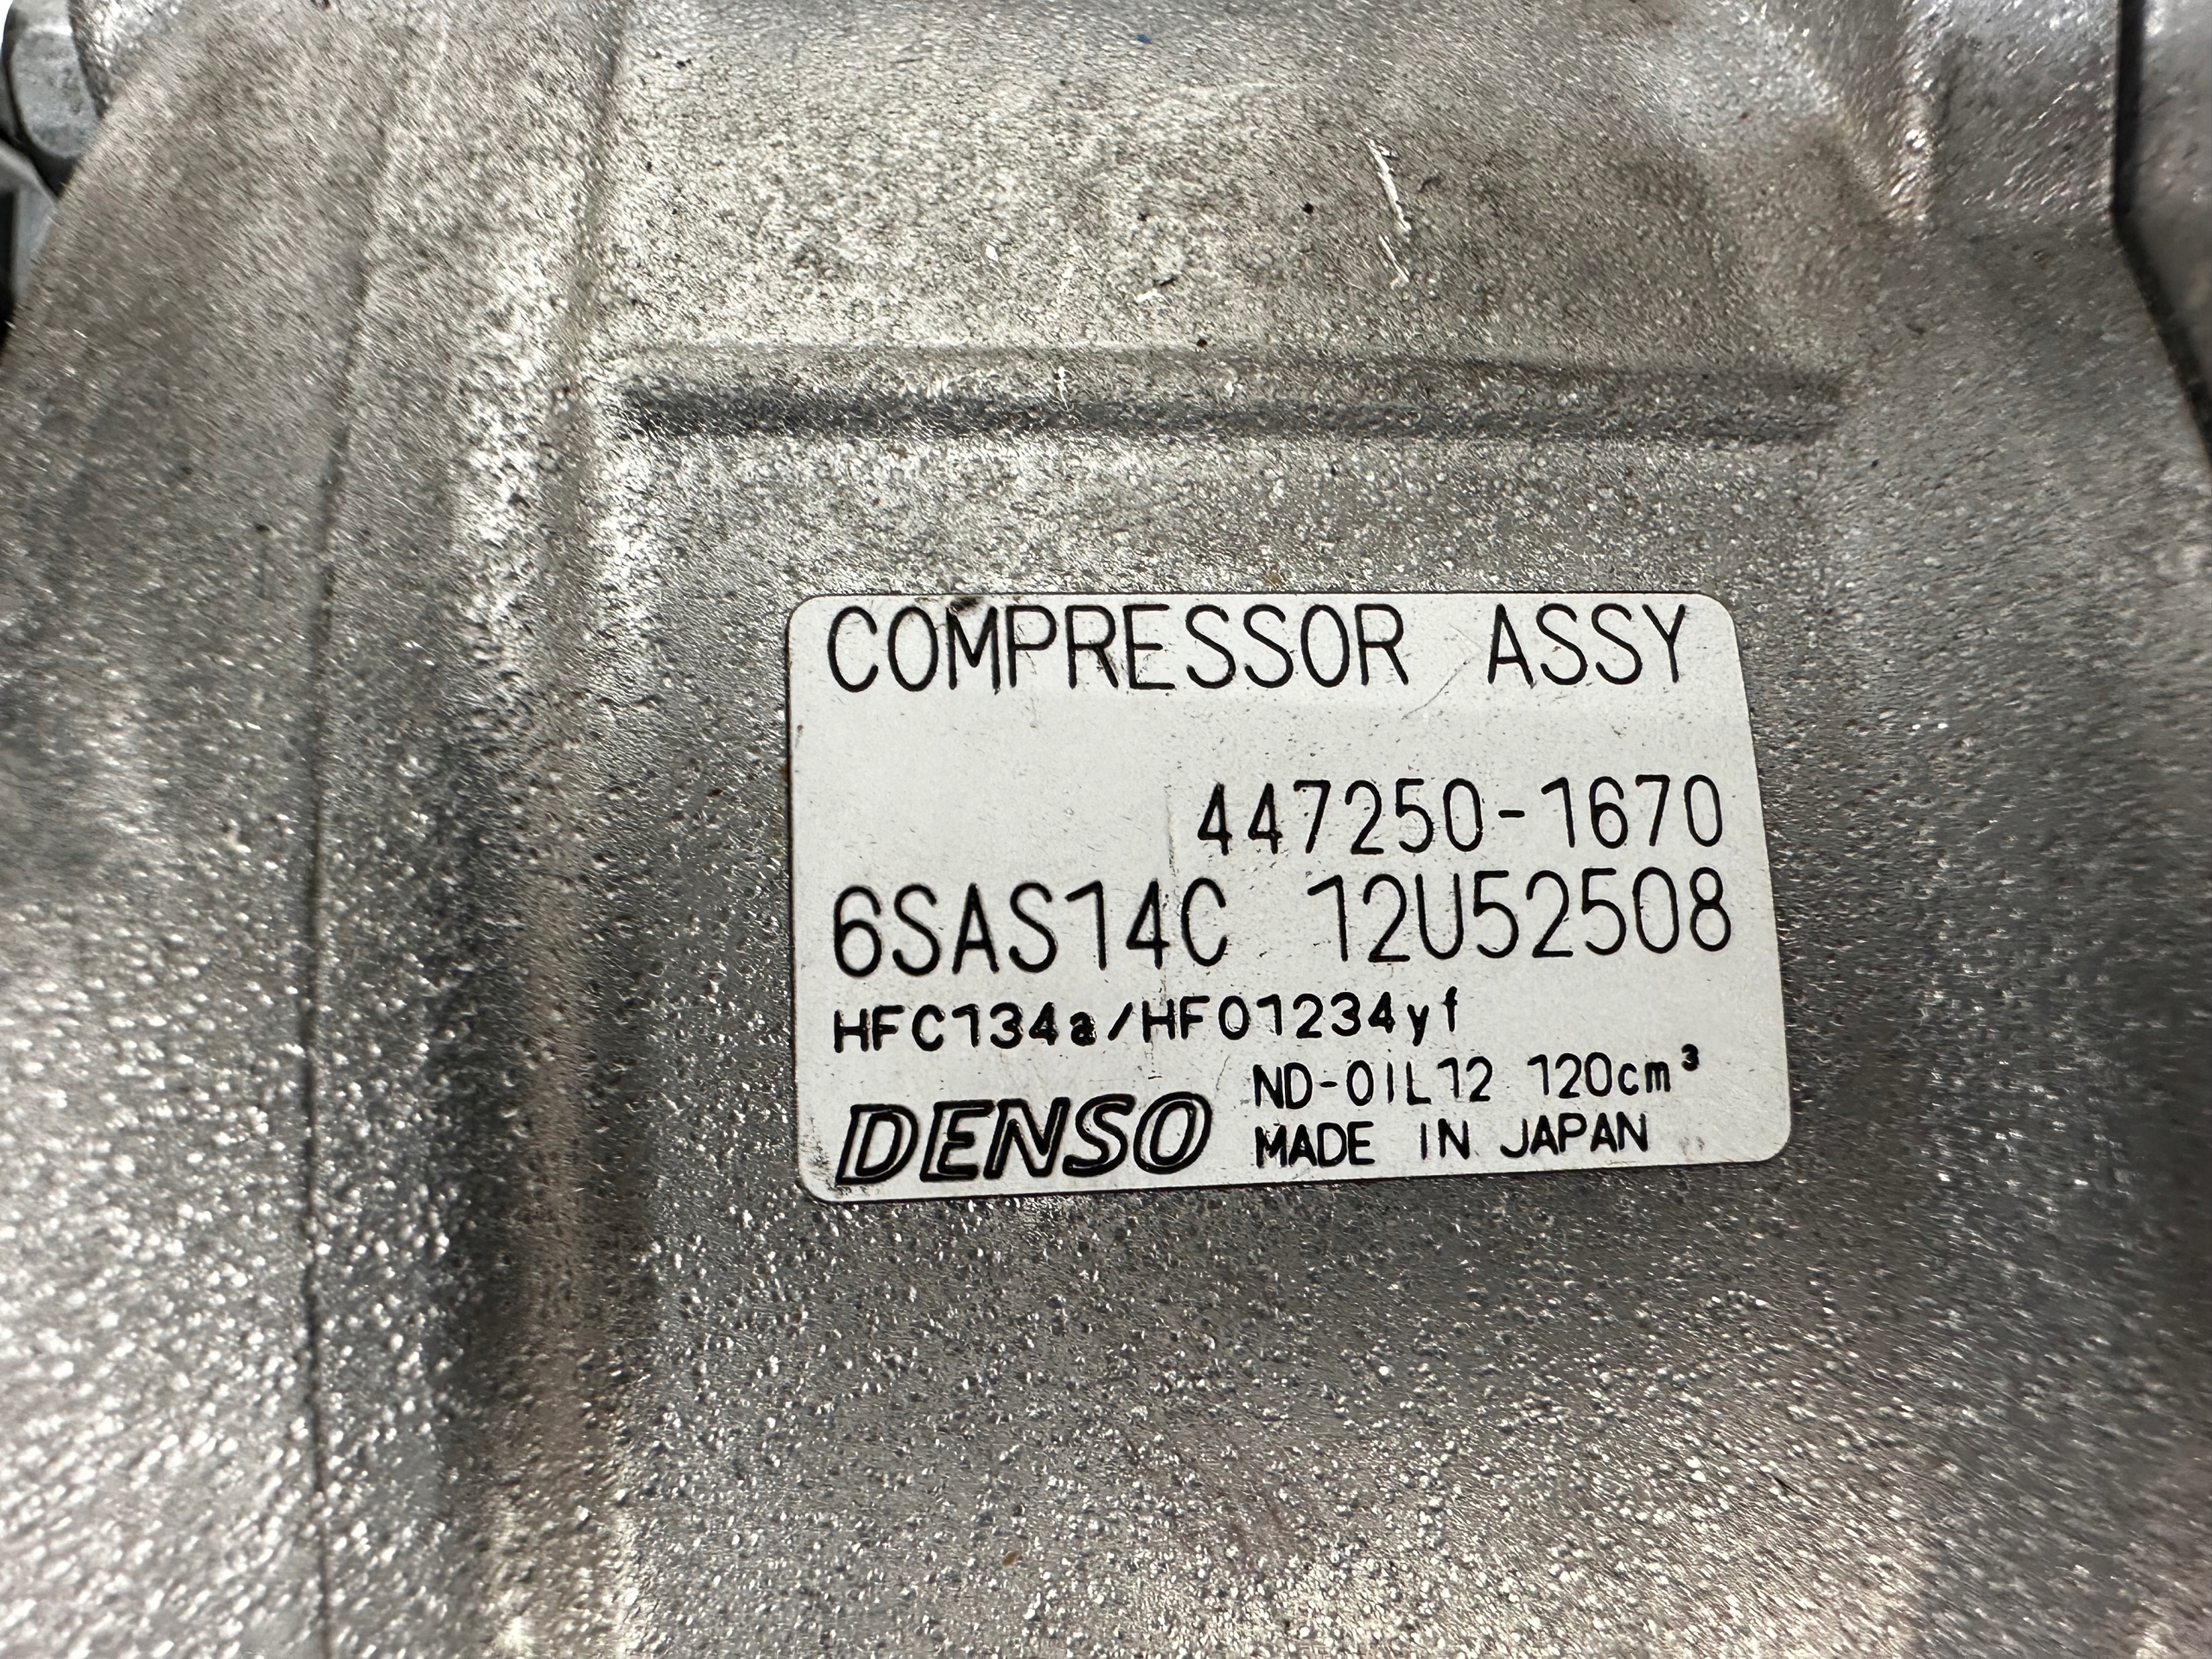 COMPRESSOR ASSY
447250-1670
6SAS14C 12U52508
HFC134a/HFO1234yf
ND-OIL12 120cm³
DENSO MADE IN JAPAN